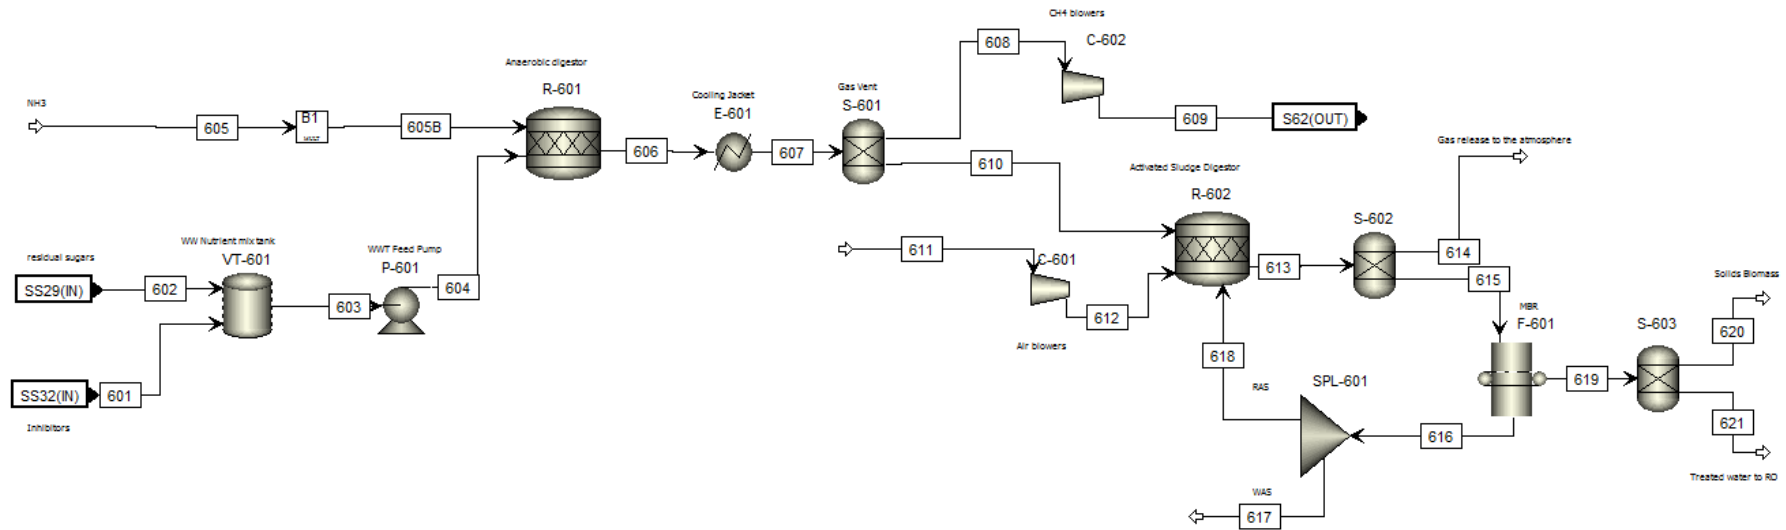 CH4 blowers
608
C-602
Anaerobic digestor
R-601
Cooling Jacket
E-601
Gas Vent
S-601
NH3
605
B1
605B
606
607
609
S62(OUT)
610
Gas release to the atmosphere
Activated Sludge Digestor
R-602
S-602
614
WW Nutrient mix tank
VT-601
WWT Feed Pump
P-601
residual sugars
SS29(IN)
602
603
604
611
C-601
612
Air blowers
613
615
Solids Biomass
MBR
F-601
S-603
620
618
RAS
SPL-601
619
SS32(IN)
601
Inhibitors
616
621
Treated water to RO
WAS
617